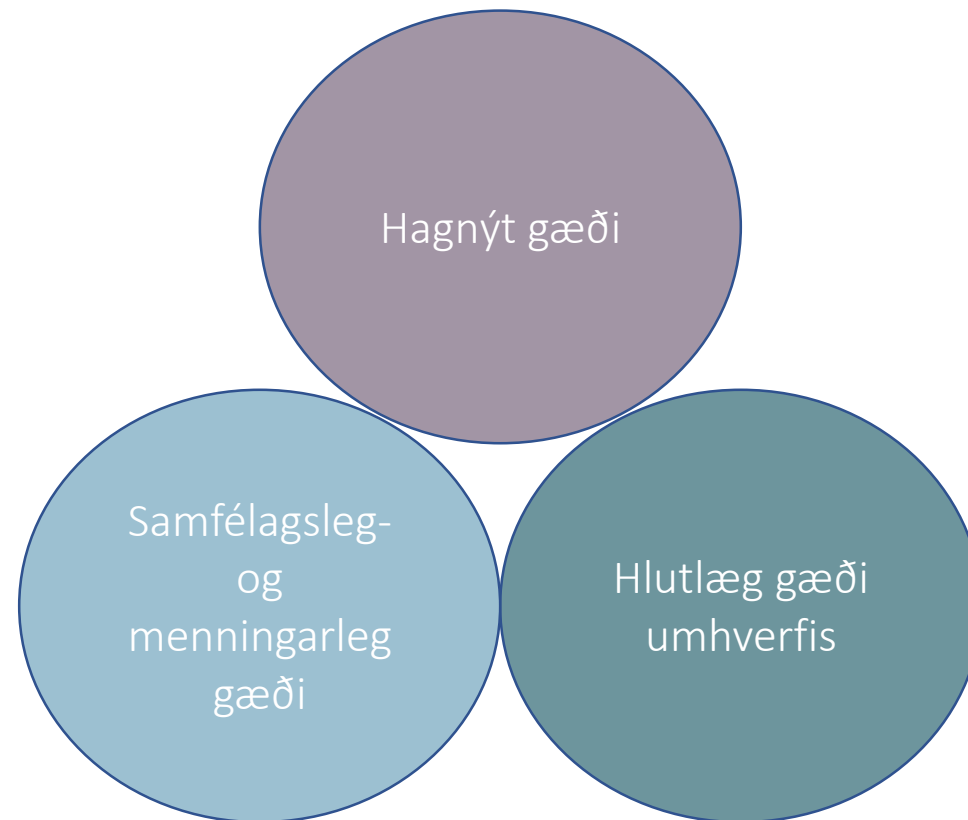 Hagnýt gæði
Samfélagsleg-
og
menningarleg
gæði
Hlutlæg gæði
umhverfis